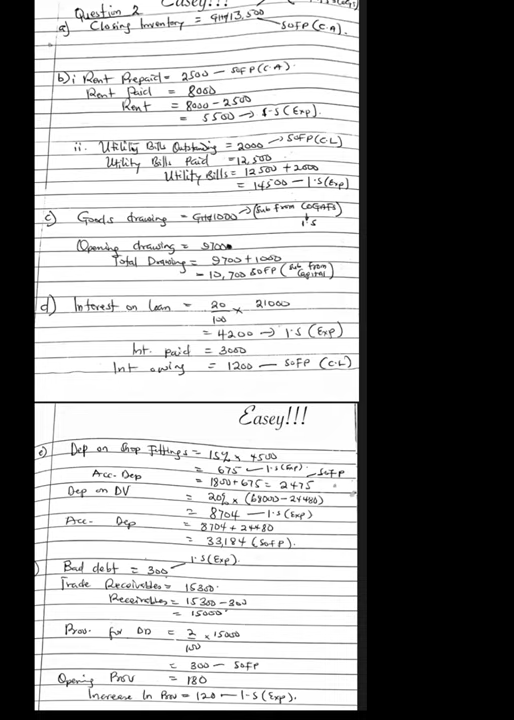 Question 2
Easey!!!
a) Closing Inventory = GH¢13,500
SOFP (C.A)
b) i Rent Prepaid = 2500 — SOFP (C.A)
Rent Paid = 8000
Rent = 8000 - 2500
= 5500 → I.S (Exp)
ii. Utility Bills Outstanding = 2000 → SOFP (C.L)
Utility Bills Paid = 12,500
Utility Bills = 12500 + 2000
= 14500 — I.S (Exp)
c) Goods drawing = GH¢1000 → (Sub from COGAFS)
I.S
Opening drawing = 9700
Total Drawing = 9700 + 1000
= 10,700 SOFP (Sub from Capital)
d) Interest on loan = 20/100 × 21000
= 4200 → I.S (Exp)
Int. paid = 3000
Int owing = 1200 — SOFP (C.L)
Easey!!!
e) Dep on Shop Fittings = 15% × 4500
= 675 — I.S (Exp).
Acc. Dep = 1800 + 675 = 2475 SOFP
Dep on DV = 20% × (68000 - 24480)
= 8704 — I.S (Exp)
Acc. Dep = 8704 + 24480
= 33,184 (SOFP).
Bad debt = 300 I.S (Exp).
Trade Receivables = 15300.
Receivables = 15300 - 300
= 15000.
Prov. for DD = 2/100 × 15000
= 300 — SOFP
Opening Prov = 180
Increase In Prov = 120 — I.S (Exp).